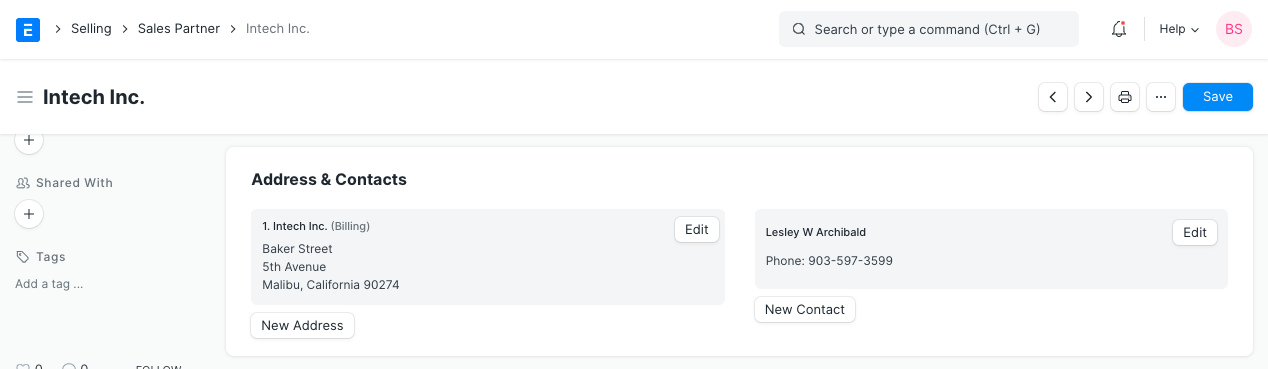 E
Selling
Sales Partner
Intech Inc.
Search or type a command (Ctrl + G)
Help
BS
Intech Inc.
...
Save
Shared With
Tags
Add a tag ...
0 0 FOLLOW
Address & Contacts
1. Intech Inc. (Billing)
Edit
Baker Street
5th Avenue
Malibu, California 90274
New Address
Lesley W Archibald
Edit
Phone: 903-597-3599
New Contact